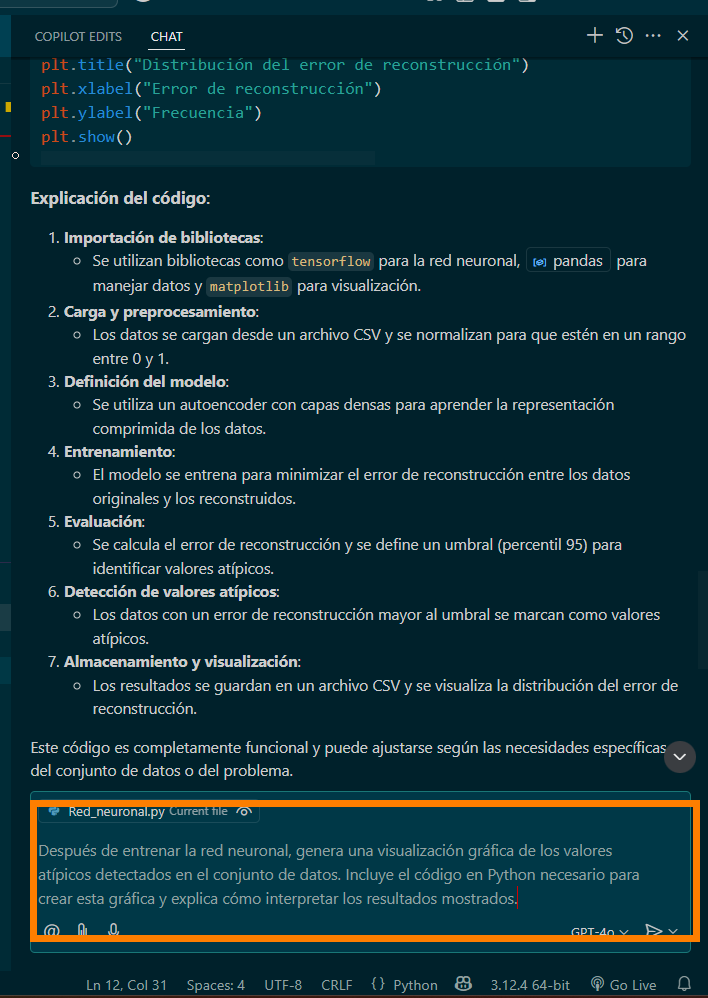 COPILOT EDITS CHAT
plt.title("Distribución del error de reconstrucción")
plt.xlabel("Error de reconstrucción")
plt.ylabel("Frecuencia")
plt.show()
Explicación del código:
1. Importación de bibliotecas:
Se utilizan bibliotecas como tensorflow para la red neuronal, pandas para
manejar datos y matplotlib para visualización.
2. Carga y preprocesamiento:
Los datos se cargan desde un archivo CSV y se normalizan para que estén en un rango
entre 0 y 1.
3. Definición del modelo:
Se utiliza un autoencoder con capas densas para aprender la representación
comprimida de los datos.
4. Entrenamiento:
El modelo se entrena para minimizar el error de reconstrucción entre los datos
originales y los reconstruidos.
5. Evaluación:
Se calcula el error de reconstrucción y se define un umbral (percentil 95) para
identificar valores atípicos.
6. Detección de valores atípicos:
Los datos con un error de reconstrucción mayor al umbral se marcan como valores
atípicos.
7. Almacenamiento y visualización:
Los resultados se guardan en un archivo CSV y se visualiza la distribución del error de
reconstrucción.
Este código es completamente funcional y puede ajustarse según las necesidades específicas
del conjunto de datos o del problema.
Red_neuronal.py Current file
Después de entrenar la red neuronal, genera una visualización gráfica de los valores
atípicos detectados en el conjunto de datos. Incluye el código en Python necesario para
crear esta gráfica y explica cómo interpretar los resultados mostrados.
@ GPT-4o
Ln 12, Col 31 Spaces: 4 UTF-8 CRLF {} Python 3.12.4 64-bit Go Live